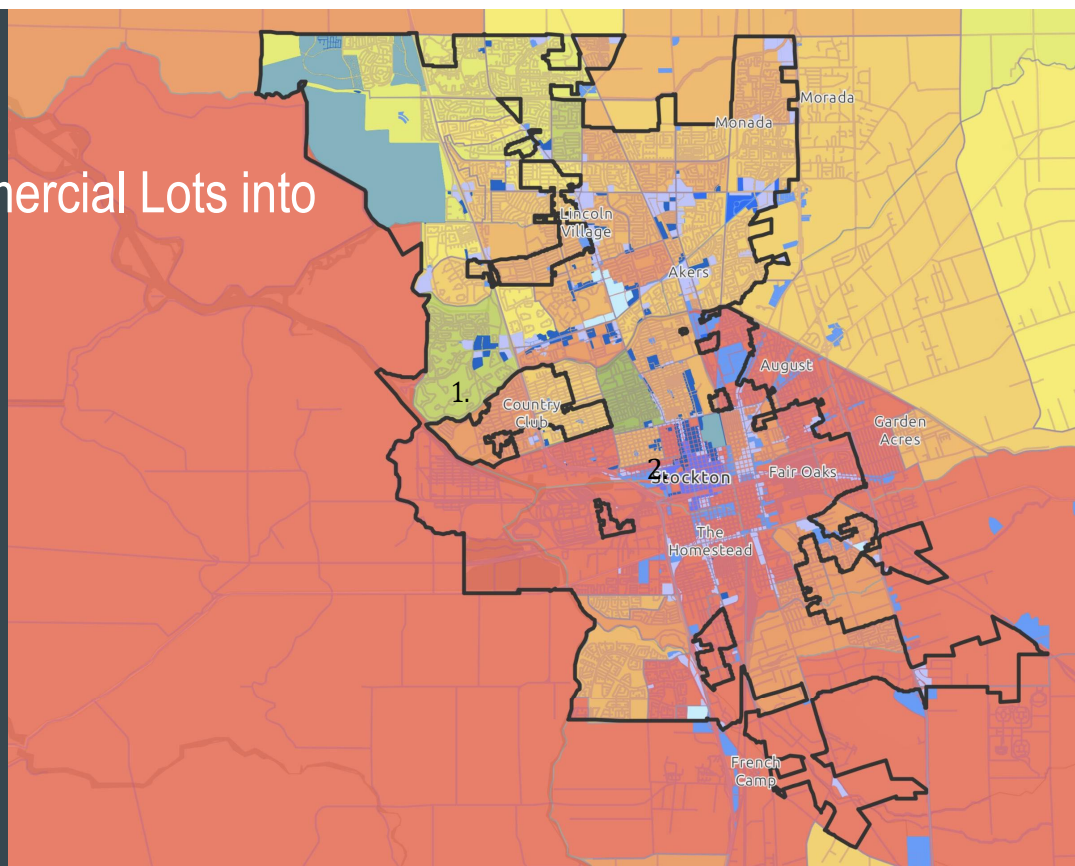 Morada
Monada
mercial Lots into
Lincoln
Village
Akers
August
1.
Country
Club
Garden
Acres
2.
Stockton
Fair Oaks
The
Homestead
French
Camp